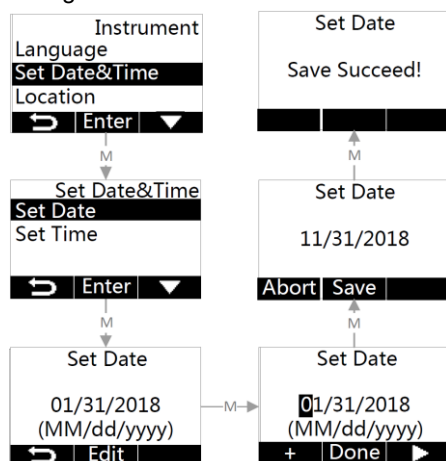 Instrument
Language
Set Date&Time
Location
Enter
M
Set Date&Time
Set Date
Set Time
Enter
M
Set Date
01/31/2018
(MM/dd/yyyy)
Edit
M
Set Date
01/31/2018
(MM/dd/yyyy)
+ Done
M
Set Date
11/31/2018
Abort Save
M
Set Date
Save Succeed!